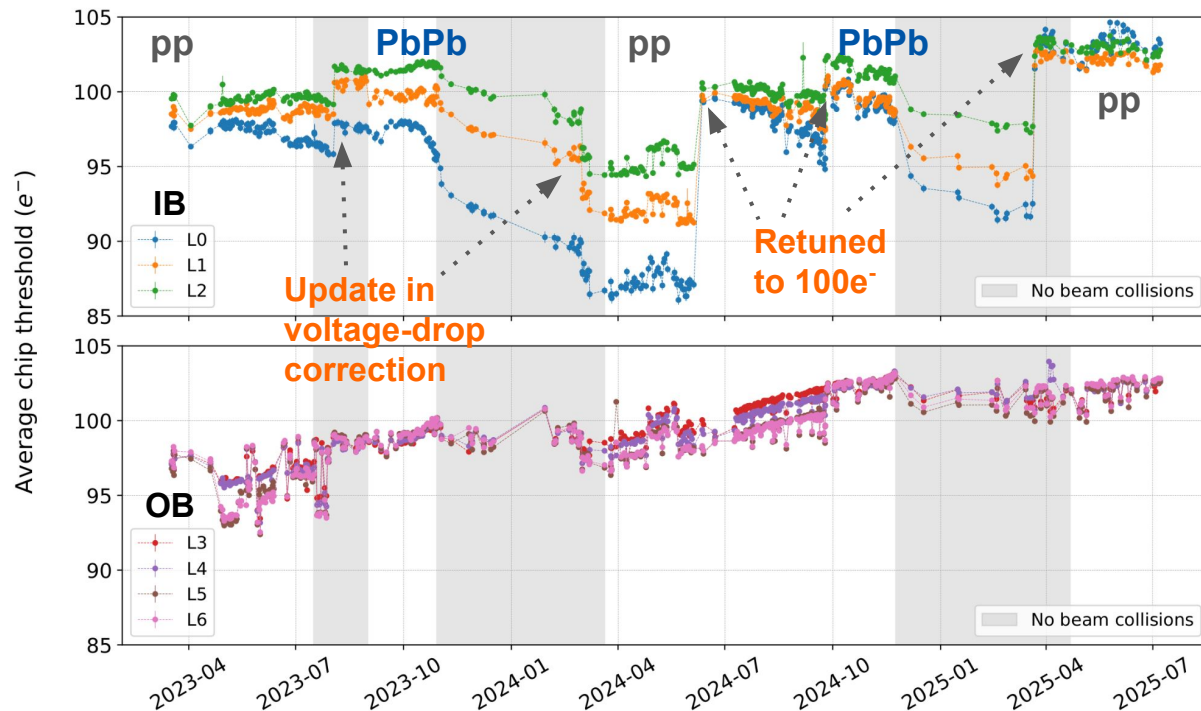 105
pp
PbPb
pp
PbPb
pp
100
95
90
85
IB
L0
L1
L2
Update in
voltage-drop
correction
Retuned
to 100e-
No beam collisions
Average chip threshold (e⁻)
105
100
95
90
85
OB
L3
L4
L5
L6
No beam collisions
2023-04
2023-07
2023-10
2024-01
2024-04
2024-07
2024-10
2025-01
2025-04
2025-07